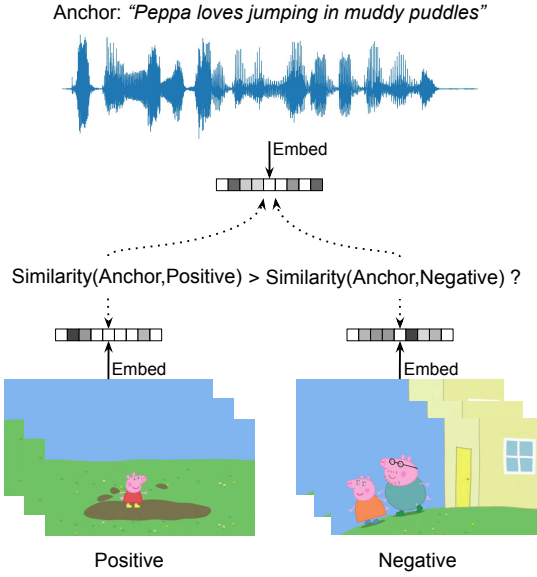 Anchor: “Peppa loves jumping in muddy puddles”
Embed
Similarity(Anchor,Positive) > Similarity(Anchor,Negative) ?
Embed
Embed
Positive
Negative